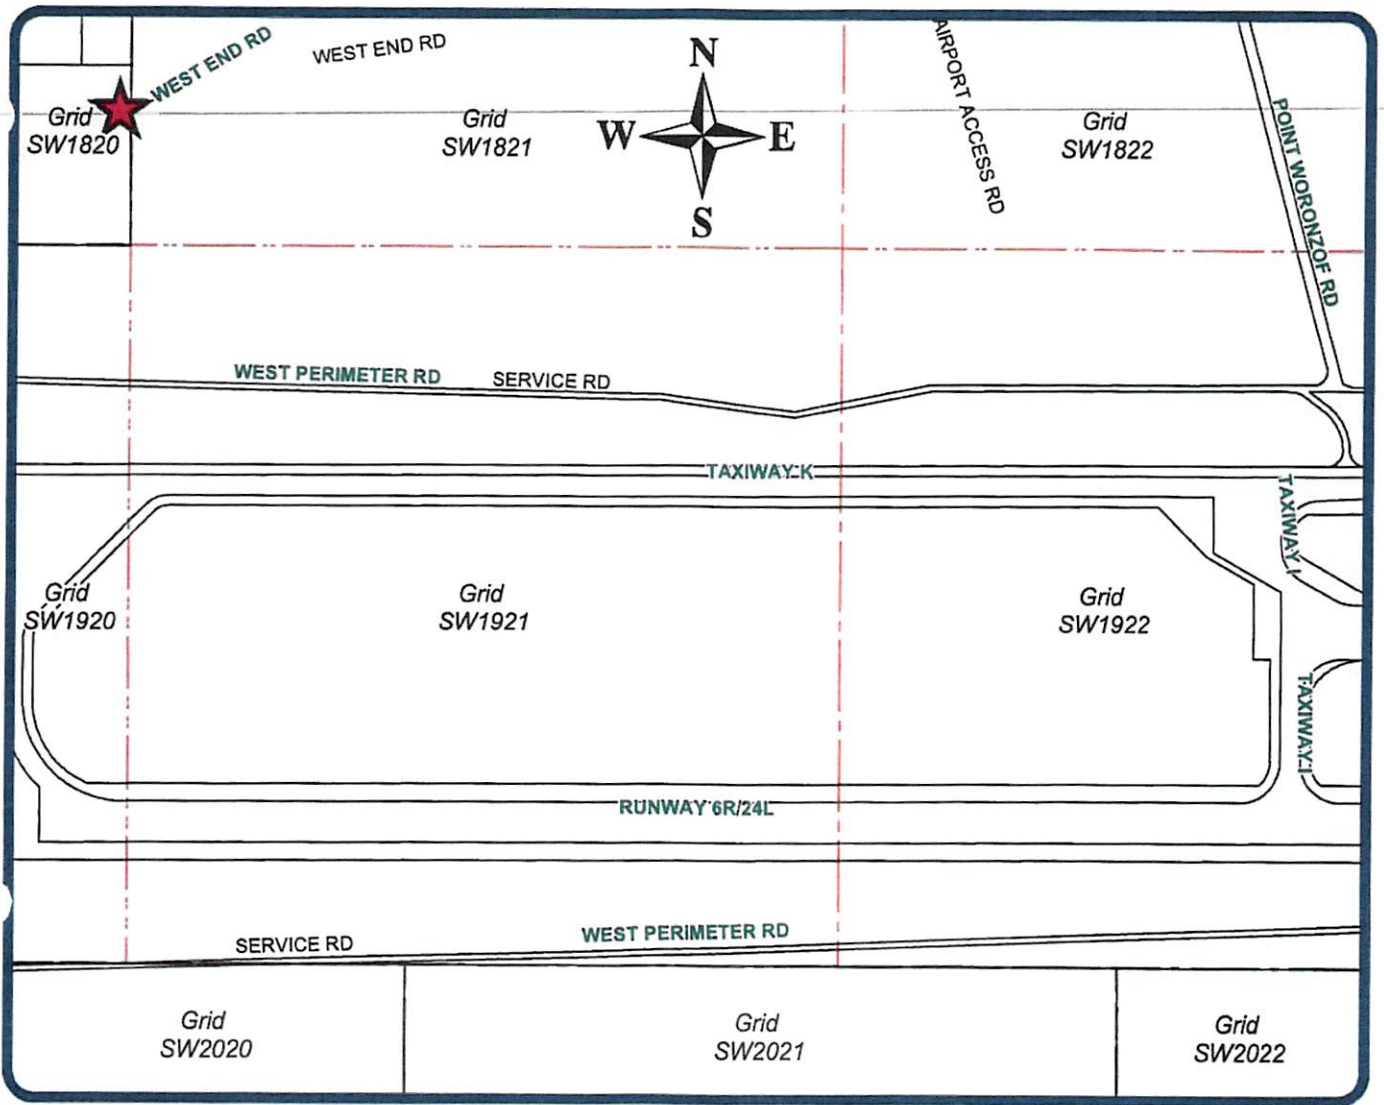 WEST END RD
WEST END RD
N
AIRPORT ACCESS RD
POINT WORONZOF RD
Grid
SW1820
Grid
SW1821
W
E
Grid
SW1822
S
WEST PERIMETER RD
SERVICE RD
TAXIWAY K
TAXIWAY I
Grid
SW1920
Grid
SW1921
Grid
SW1922
TAXIWAY I
RUNWAY 6R/24L
SERVICE RD
WEST PERIMETER RD
Grid
SW2020
Grid
SW2021
Grid
SW2022